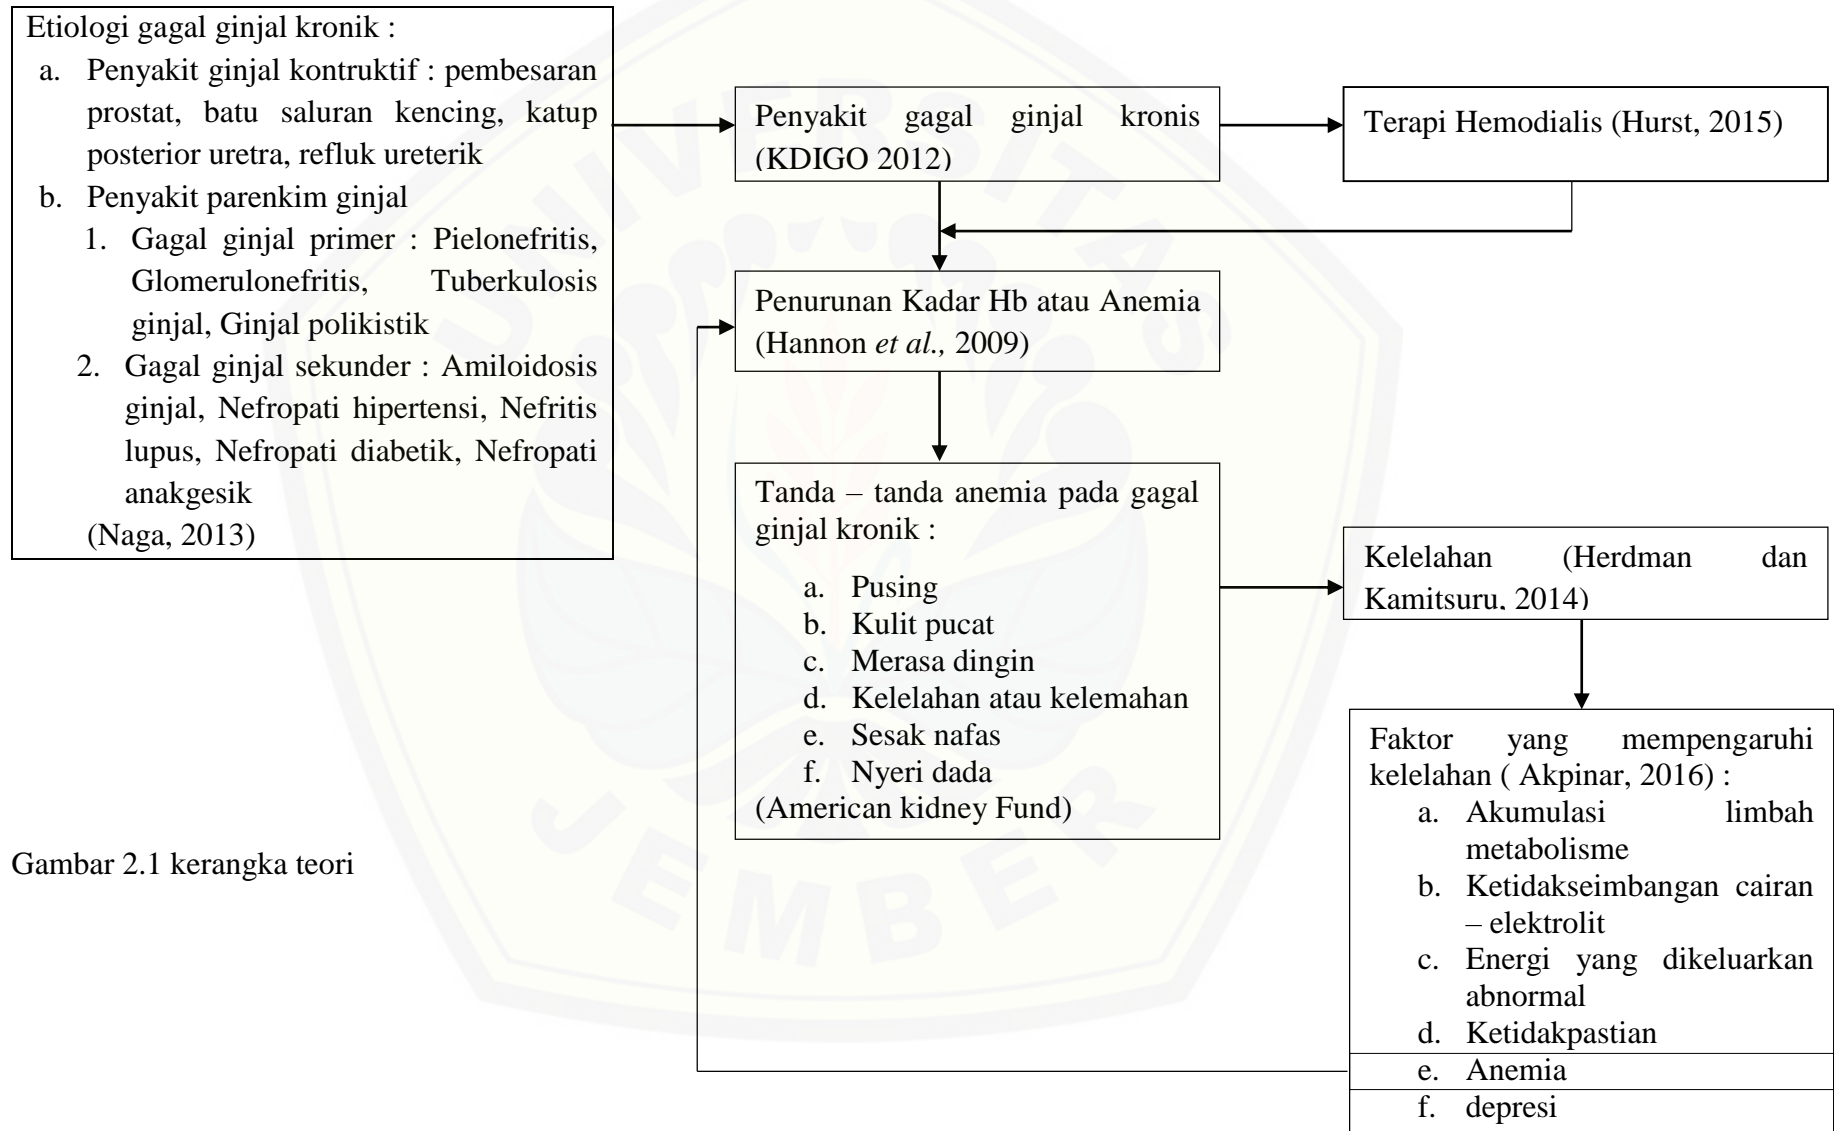 Etiologi gagal ginjal kronik :
a. Penyakit ginjal kontruktif : pembesaran
prostat, batu saluran kencing, katup
posterior uretra, refluk ureterik
b. Penyakit parenkim ginjal
1. Gagal ginjal primer : Pielonefritis,
Glomerulonefritis, Tuberkulosis
ginjal, Ginjal polikistik
2. Gagal ginjal sekunder : Amiloidosis
ginjal, Nefropati hipertensi, Nefritis
lupus, Nefropati diabetik, Nefropati
anakgesik
(Naga, 2013)
Penyakit gagal ginjal kronis
(KDIGO 2012)
Terapi Hemodialis (Hurst, 2015)
Penurunan Kadar Hb atau Anemia
(Hannon et al., 2009)
Tanda – tanda anemia pada gagal
ginjal kronik :
a. Pusing
b. Kulit pucat
c. Merasa dingin
d. Kelelahan atau kelemahan
e. Sesak nafas
f. Nyeri dada
(American kidney Fund)
Kelelahan (Herdman dan
Kamitsuru, 2014)
Faktor yang mempengaruhi
kelelahan ( Akpinar, 2016) :
a. Akumulasi limbah
metabolisme
b. Ketidakseimbangan cairan
– elektrolit
c. Energi yang dikeluarkan
abnormal
d. Ketidakpastian
e. Anemia
f. depresi
Gambar 2.1 kerangka teori
UNIVERSITAS
JEMBER